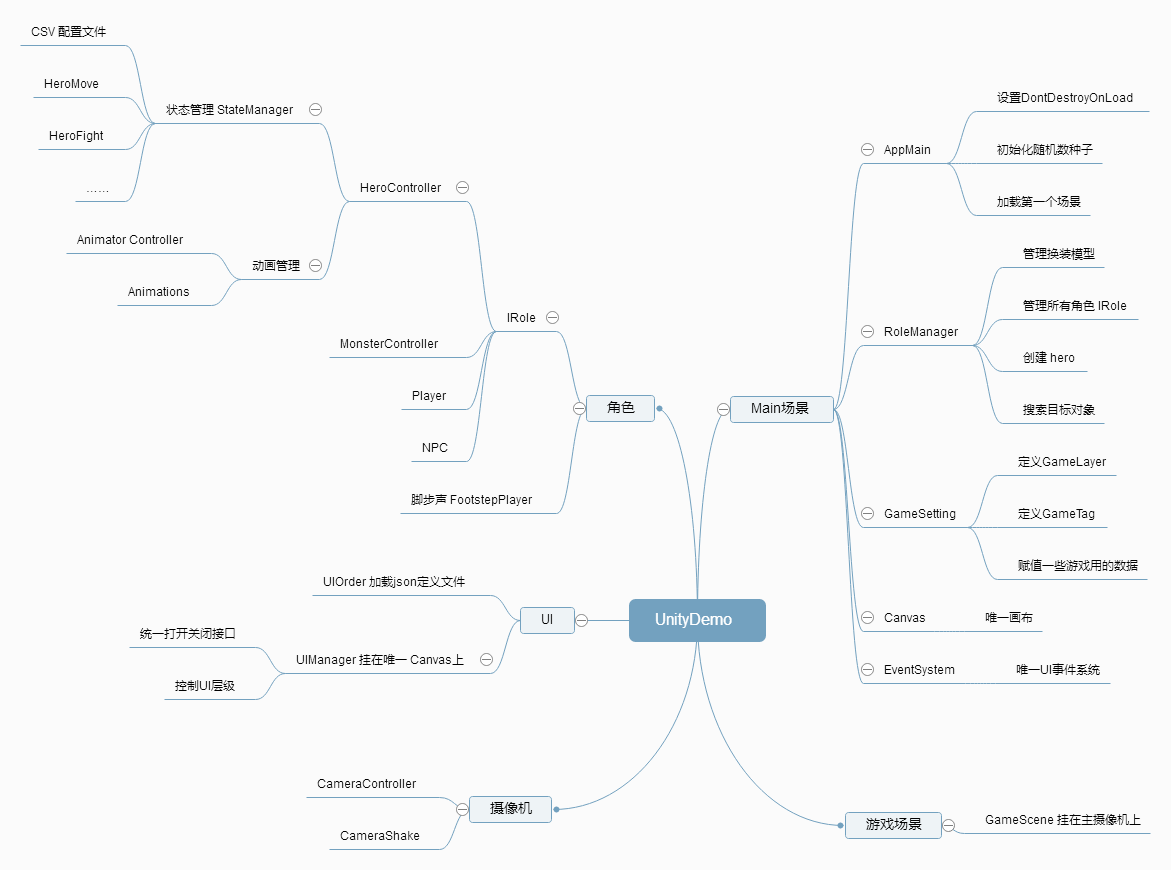 UnityDemo
Main场景
AppMain
设置DontDestroyOnLoad
初始化随机数种子
加载第一个场景
RoleManager
管理换装模型
管理所有角色 IRole
创建 hero
搜素目标对象
GameSetting
定义GameLayer
定义GameTag
赋值一些游戏用的数据
Canvas
唯一画布
EventSystem
唯一UI事件系统
游戏场景
GameScene 挂在主摄像机上
角色
IRole
HeroController
状态管理 StateManager
CSV 配置文件
HeroMove
HeroFight
……
动画管理
Animator Controller
Animations
MonsterController
Player
NPC
脚步声 FootstepPlayer
UI
UIOrder 加载json定义文件
UIManager 挂在唯一 Canvas上
统一打开关闭接口
控制UI层级
摄像机
CameraController
CameraShake